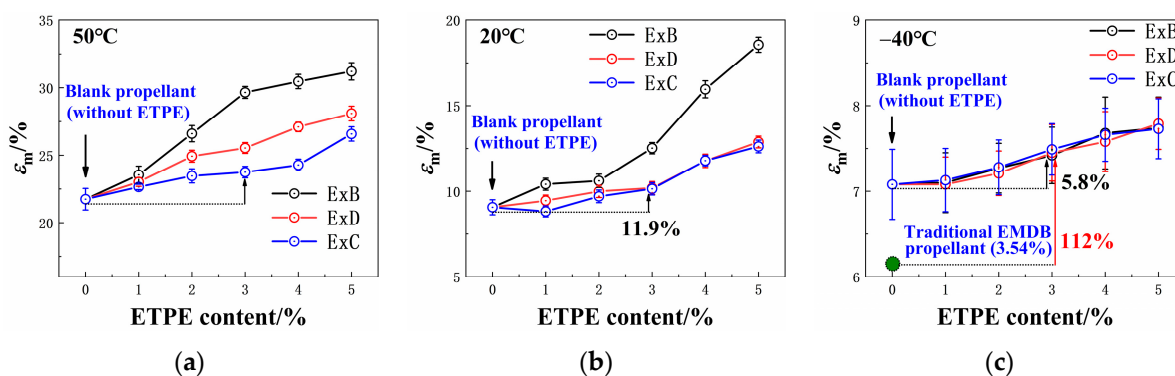 50℃
ExB
ExD
ExC
Blank propellant
(without ETPE)
35
30
25
20
εm/%
0 1 2 3 4 5
ETPE content/%
(a)
20℃
ExB
ExD
ExC
Blank propellant
(without ETPE)
11.9%
20
15
10
5
εm/%
0 1 2 3 4 5
ETPE content/%
(b)
−40℃
ExB
ExD
ExC
Blank propellant
(without ETPE)
5.8%
Traditional EMDB
propellant (3.54%)
112%
9
8
7
6
εm/%
0 1 2 3 4 5
ETPE content/%
(c)